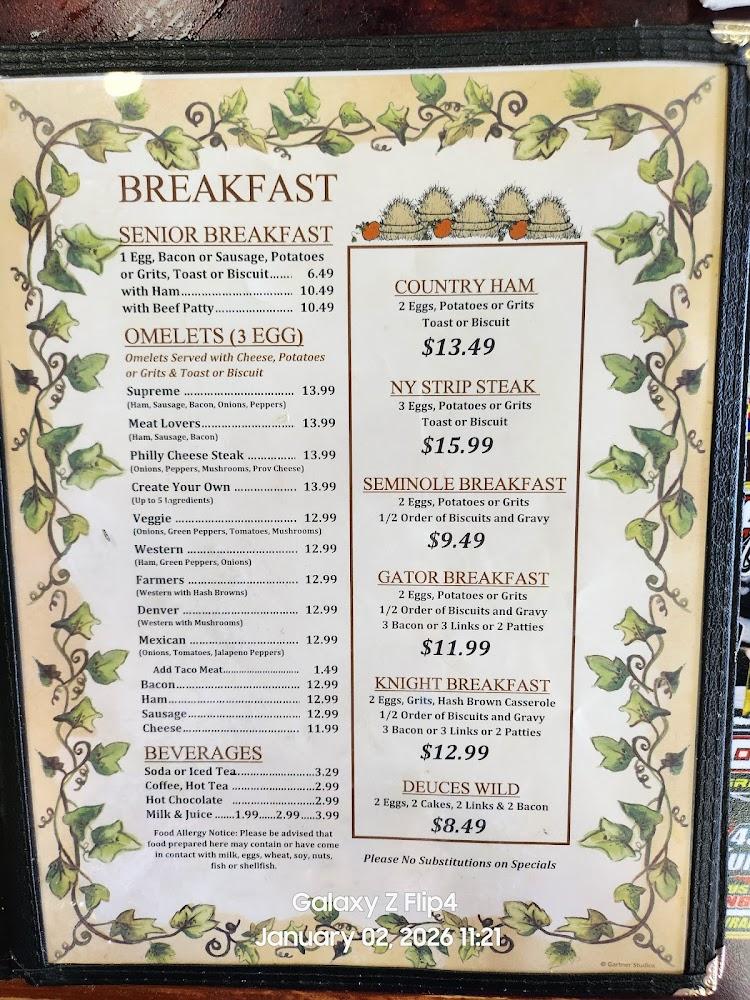 BREAKFAST
SENIOR BREAKFAST
1 Egg, Bacon or Sausage, Potatoes
or Grits, Toast or Biscuit...... 6.49
with Ham.................................. 10.49
with Beef Patty......................... 10.49
OMELETS (3 EGG)
Omelets Served with Cheese, Potatoes
or Grits & Toast or Biscuit
Supreme ................................ 13.99
(Ham, Sausage, Bacon, Onions, Peppers)
Meat Lovers............................ 13.99
(Ham, Sausage, Bacon)
Philly Cheese Steak .............. 13.99
(Onions, Peppers, Mushrooms, Prov Cheese)
Create Your Own .................. 13.99
(Up to 5 Ingredients)
Veggie ................................... 12.99
(Onions, Green Peppers, Tomatoes, Mushrooms)
Western ................................ 12.99
(Ham, Green Peppers, Onions)
Farmers ................................ 12.99
(Western with Hash Browns)
Denver .................................. 12.99
(Western with Mushrooms)
Mexican ................................ 12.99
(Onions, Tomatoes, Jalapeno Peppers)
Add Taco Meat........................ 1.49
Bacon.................................... 12.99
Ham....................................... 12.99
Sausage................................. 12.99
Cheese................................... 11.99
BEVERAGES
Soda or Iced Tea.........................3.29
Coffee, Hot Tea ..........................2.99
Hot Chocolate ..........................2.99
Milk & Juice .......1.99......2.99....3.99
Food Allergy Notice: Please be advised that
food prepared here may contain or have come
in contact with milk, eggs, wheat, soy, nuts,
fish or shellfish.
COUNTRY HAM
2 Eggs, Potatoes or Grits
Toast or Biscuit
$13.49
NY STRIP STEAK
3 Eggs, Potatoes or Grits
Toast or Biscuit
$15.99
SEMINOLE BREAKFAST
2 Eggs, Potatoes or Grits
1/2 Order of Biscuits and Gravy
$9.49
GATOR BREAKFAST
2 Eggs, Potatoes or Grits
1/2 Order of Biscuits and Gravy
3 Bacon or 3 Links or 2 Patties
$11.99
KNIGHT BREAKFAST
2 Eggs, Grits, Hash Brown Casserole
1/2 Order of Biscuits and Gravy
3 Bacon or 3 Links or 2 Patties
$12.99
DEUCES WILD
2 Eggs, 2 Cakes, 2 Links & 2 Bacon
$8.49
Please No Substitutions on Specials
Galaxy Z Flip4
January 02, 2026 11:21
© Gartner Studios